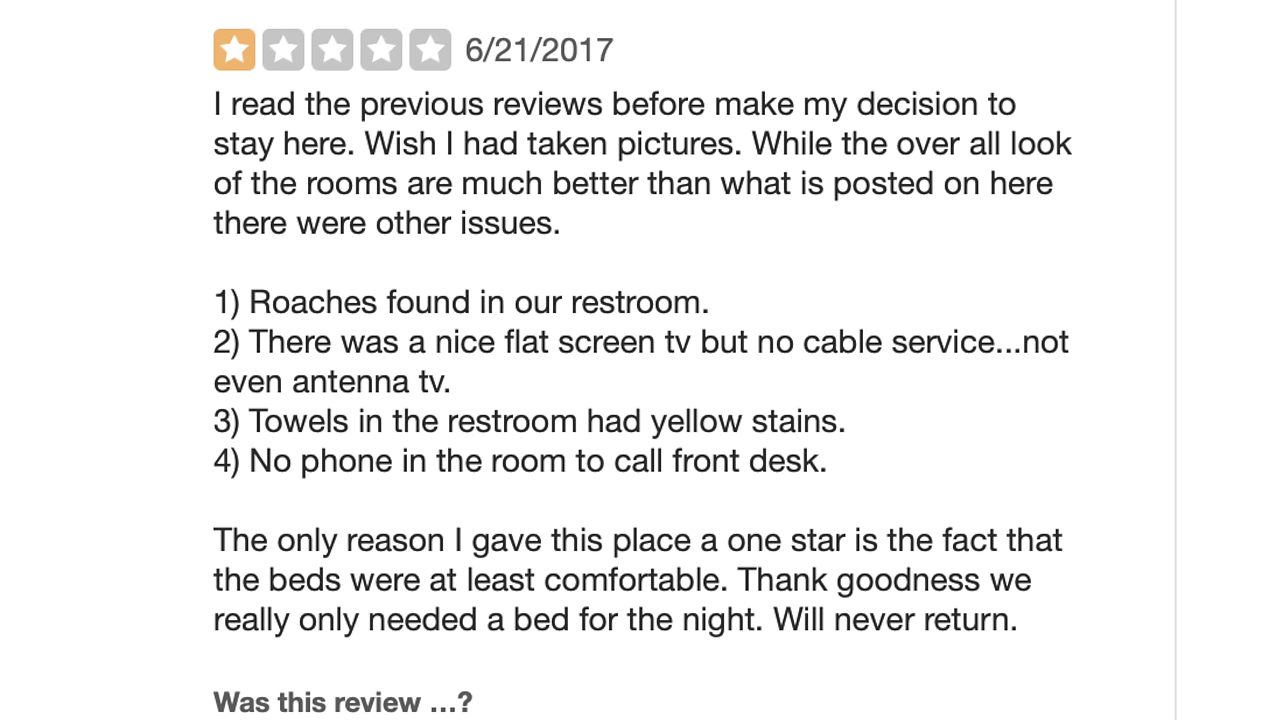 6/21/2017
I read the previous reviews before make my decision to
stay here. Wish I had taken pictures. While the over all look
of the rooms are much better than what is posted on here
there were other issues.
1) Roaches found in our restroom.
2) There was a nice flat screen tv but no cable service...not
even antenna tv.
3) Towels in the restroom had yellow stains.
4) No phone in the room to call front desk.
The only reason I gave this place a one star is the fact that
the beds were at least comfortable. Thank goodness we
really only needed a bed for the night. Will never return.
Was this review ...?